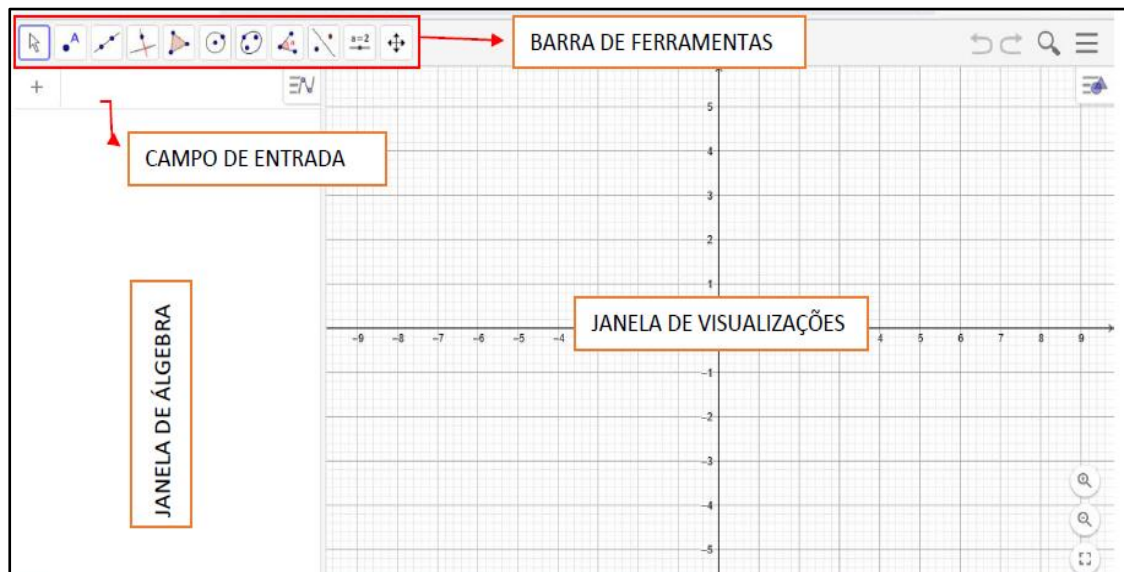 A
a=2
BARRA DE FERRAMENTAS
+
CAMPO DE ENTRADA
JANELA DE ÁLGEBRA
5
4
3
2
1
JANELA DE VISUALIZAÇÕES
-9 -8 -7 -6 -5 -4 4 5 6 7 8 9
-1
-2
-3
-4
-5